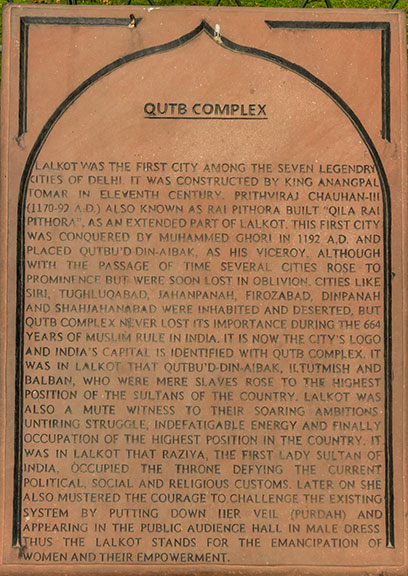 QUTB COMPLEX
LALKOT WAS THE FIRST CITY AMONG THE SEVEN LEGENDRY
CITIES OF DELHI. IT WAS CONSTRUCTED BY KING ANANGPAL
TOMAR IN ELEVENTH CENTURY. PRITHVIRAJ CHAUHAN-III
(1170-92 A.D.) ALSO KNOWN AS RAI PITHORA BUILT "QILA RAI
PITHORA", AS AN EXTENDED PART OF LALKOT. THIS FIRST CITY
WAS CONQUERED BY MUHAMMED GHORI IN 1192 A.D. AND
PLACED QUTBU'D-DIN-AIBAK, AS HIS VICEROY. ALTHOUGH
WITH THE PASSAGE OF TIME SEVERAL CITIES ROSE TO
PROMINENCE BUT WERE SOON LOST IN OBLIVION. CITIES LIKE
SIRI, TUGHLUQABAD, JAHANPANAH, FIROZABAD, DINPANAH
AND SHAHJAHANABAD WERE INHABITED AND DESERTED, BUT
QUTB COMPLEX NEVER LOST ITS IMPORTANCE DURING THE 664
YEARS OF MUSLIM RULE IN INDIA. IT IS NOW THE CITY'S LOGO
AND INDIA'S CAPITAL IS IDENTIFIED WITH QUTB COMPLEX. IT
WAS IN LALKOT THAT QUTBU'D-DIN-AIBAK, ILTUTMISH AND
BALBAN, WHO WERE MERE SLAVES ROSE TO THE HIGHEST
POSITION OF THE SULTANS OF THE COUNTRY. LALKOT WAS
ALSO A MUTE WITNESS TO THEIR SOARING AMBITIONS,
UNTIRING STRUGGLE, INDEFATIGABLE ENERGY AND FINALLY
OCCUPATION OF THE HIGHEST POSITION IN THE COUNTRY. IT
WAS IN LALKOT THAT RAZIYA, THE FIRST LADY SULTAN OF
INDIA, OCCUPIED THE THRONE DEFYING THE CURRENT
POLITICAL, SOCIAL AND RELIGIOUS CUSTOMS. LATER ON SHE
ALSO MUSTERED THE COURAGE TO CHALLENGE THE EXISTING
SYSTEM BY PUTTING DOWN HER VEIL (PURDAH) AND
APPEARING IN THE PUBLIC AUDIENCE HALL IN MALE DRESS
THUS THE LALKOT STANDS FOR THE EMANCIPATION OF
WOMEN AND THEIR EMPOWERMENT.